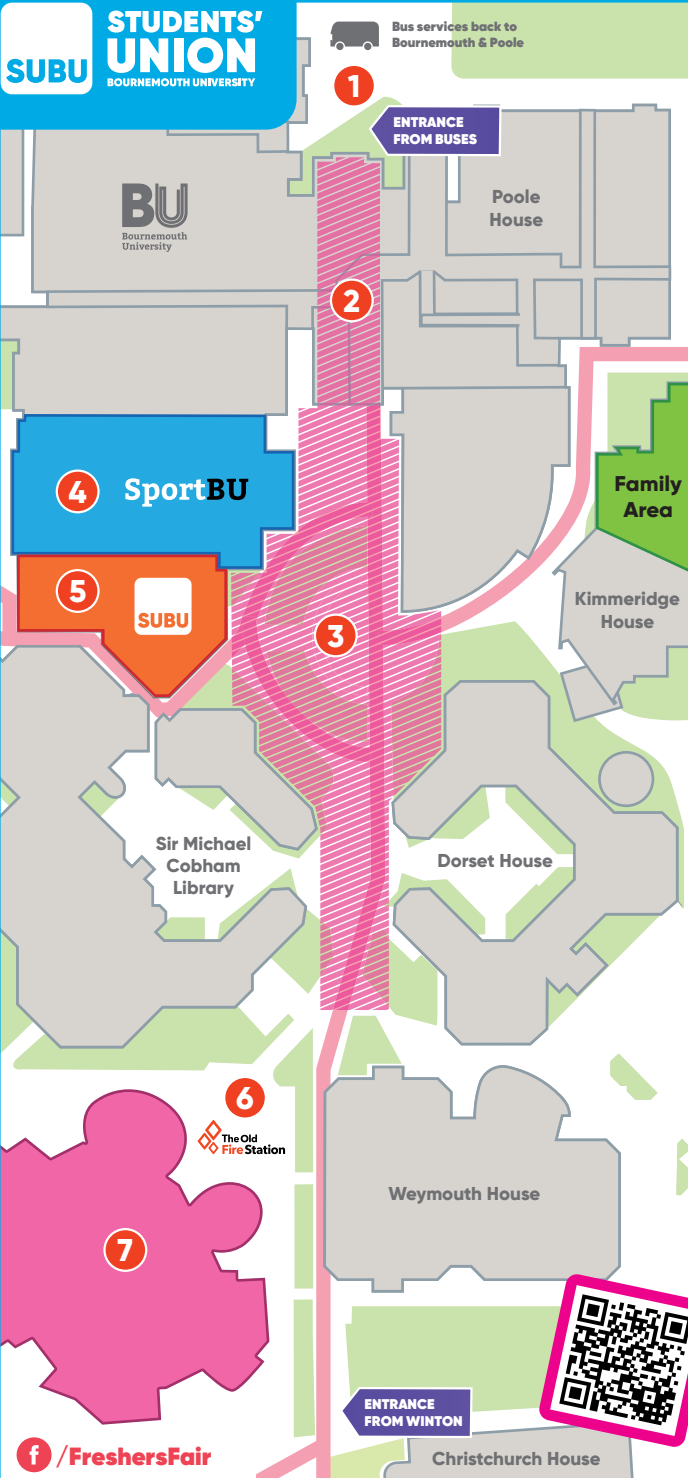 SUBU
STUDENTS'
UNION
BOURNEMOUTH UNIVERSITY
Bus services back to
Bournemouth & Poole
1
ENTRANCE
FROM BUSES
BU
Bournemouth
University
Poole
House
2
4
SportBU
Family
Area
5
SUBU
3
Kimmeridge
House
Sir Michael
Cobham
Library
Dorset House
6
The Old
FireStation
Weymouth House
7
ENTRANCE
FROM WINTON
f /FreshersFair
Christchurch House